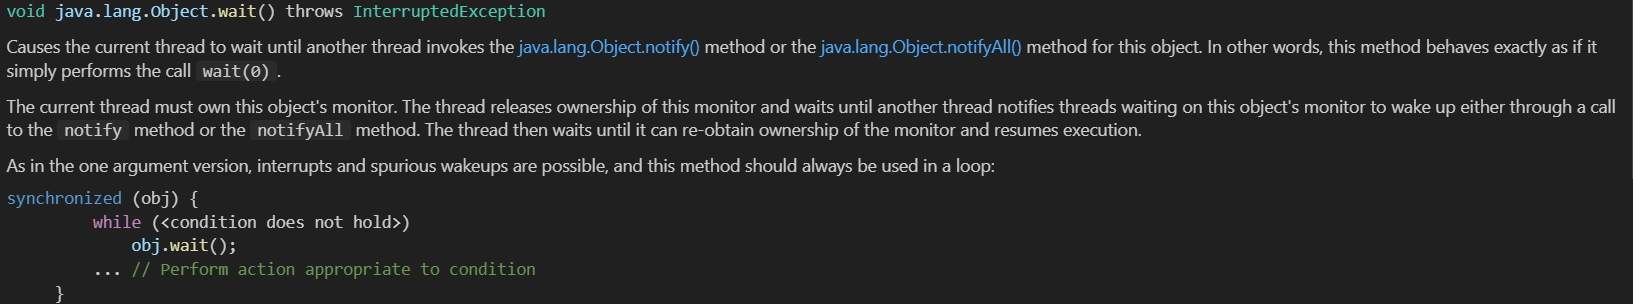 void java.lang.Object.wait() throws InterruptedException
Causes the current thread to wait until another thread invokes the java.lang.Object.notify() method or the java.lang.Object.notifyAll() method for this object. In other words, this method behaves exactly as if it
simply performs the call wait(0).
The current thread must own this object's monitor. The thread releases ownership of this monitor and waits until another thread notifies threads waiting on this object's monitor to wake up either through a call
to the notify method or the notifyAll method. The thread then waits until it can re-obtain ownership of the monitor and resumes execution.
As in the one argument version, interrupts and spurious wakeups are possible, and this method should always be used in a loop:
synchronized (obj) {
while (<condition does not hold>)
obj.wait();
... // Perform action appropriate to condition
}